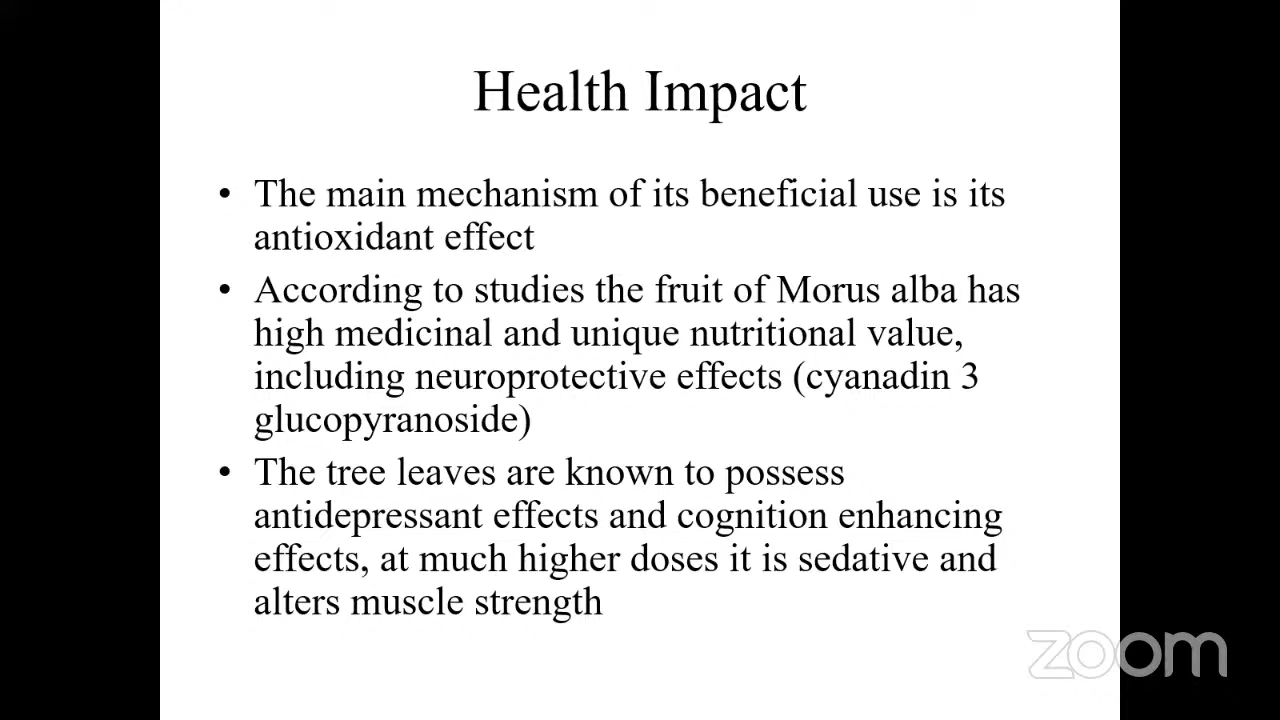 Health Impact
• The main mechanism of its beneficial use is its
antioxidant effect
• According to studies the fruit of Morus alba has
high medicinal and unique nutritional value,
including neuroprotective effects (cyanadin 3
glucopyranoside)
• The tree leaves are known to possess
antidepressant effects and cognition enhancing
effects, at much higher doses it is sedative and
alters muscle strength
zoom